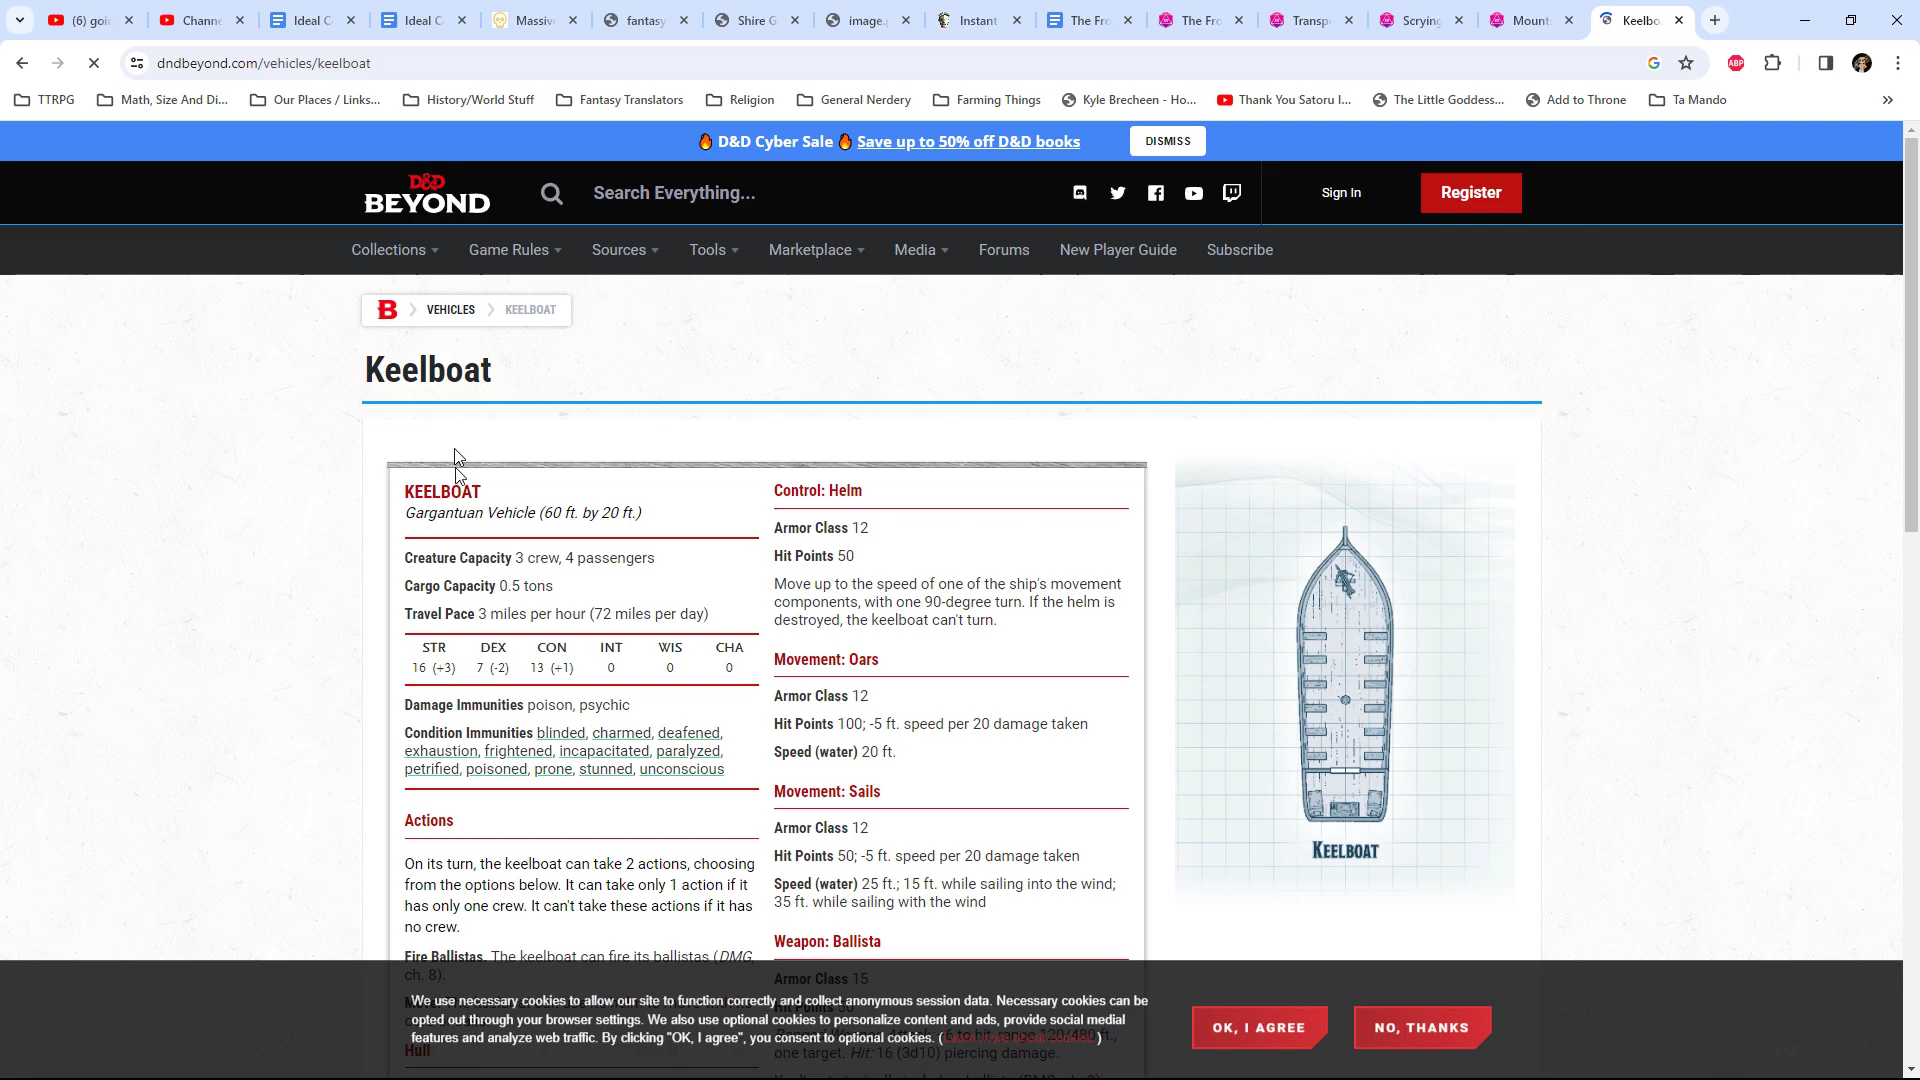 (6) goin
Channe
Ideal C
Ideal C
Massiv
fantasy
Shire G
image.p
Instant
The Fro
The Fro
Transp
Scrying
Mount
Keelbo
dndbeyond.com/vehicles/keelboat
ABP
TTRPG
Math, Size And Di...
Our Places / Links...
History/World Stuff
Fantasy Translators
Religion
General Nerdery
Farming Things
Kyle Brecheen - Ho...
Thank You Satoru I...
The Little Goddess...
Add to Throne
Ta Mando
D&D Cyber Sale Save up to 50% off D&D books
DISMISS
D&D
BEYOND
Search Everything...
Sign In
Register
Collections
Game Rules
Sources
Tools
Marketplace
Media
Forums
New Player Guide
Subscribe
B
VEHICLES
KEELBOAT
Keelboat
KEELBOAT
Gargantuan Vehicle (60 ft. by 20 ft.)
Creature Capacity 3 crew, 4 passengers
Cargo Capacity 0.5 tons
Travel Pace 3 miles per hour (72 miles per day)
STR DEX CON INT WIS CHA
16 (+3) 7 (-2) 13 (+1) 0 0 0
Damage Immunities poison, psychic
Condition Immunities blinded, charmed, deafened,
exhaustion, frightened, incapacitated, paralyzed,
petrified, poisoned, prone, stunned, unconscious
Actions
On its turn, the keelboat can take 2 actions, choosing
from the options below. It can take only 1 action if it
has only one crew. It can't take these actions if it has
no crew.
Fire Ballistas. The keelboat can fire its ballistas (DMG,
ch. 8).
Hull
Control: Helm
Armor Class 12
Hit Points 50
Move up to the speed of one of the ship's movement
components, with one 90-degree turn. If the helm is
destroyed, the keelboat can't turn.
Movement: Oars
Armor Class 12
Hit Points 100; -5 ft. speed per 20 damage taken
Speed (water) 20 ft.
Movement: Sails
Armor Class 12
Hit Points 50; -5 ft. speed per 20 damage taken
Speed (water) 25 ft.; 15 ft. while sailing into the wind;
35 ft. while sailing with the wind
Weapon: Ballista
Armor Class 15
6 to hit, range 120/480 ft.,
one target. Hit: 16 (3d10) piercing damage.
KEELBOAT
We use necessary cookies to allow our site to function correctly and collect anonymous session data. Necessary cookies can be
opted out through your browser settings. We also use optional cookies to personalize content and ads, provide social medial
features and analyze web traffic. By clicking "OK, I agree", you consent to optional cookies. ( )
OK, I AGREE
NO, THANKS